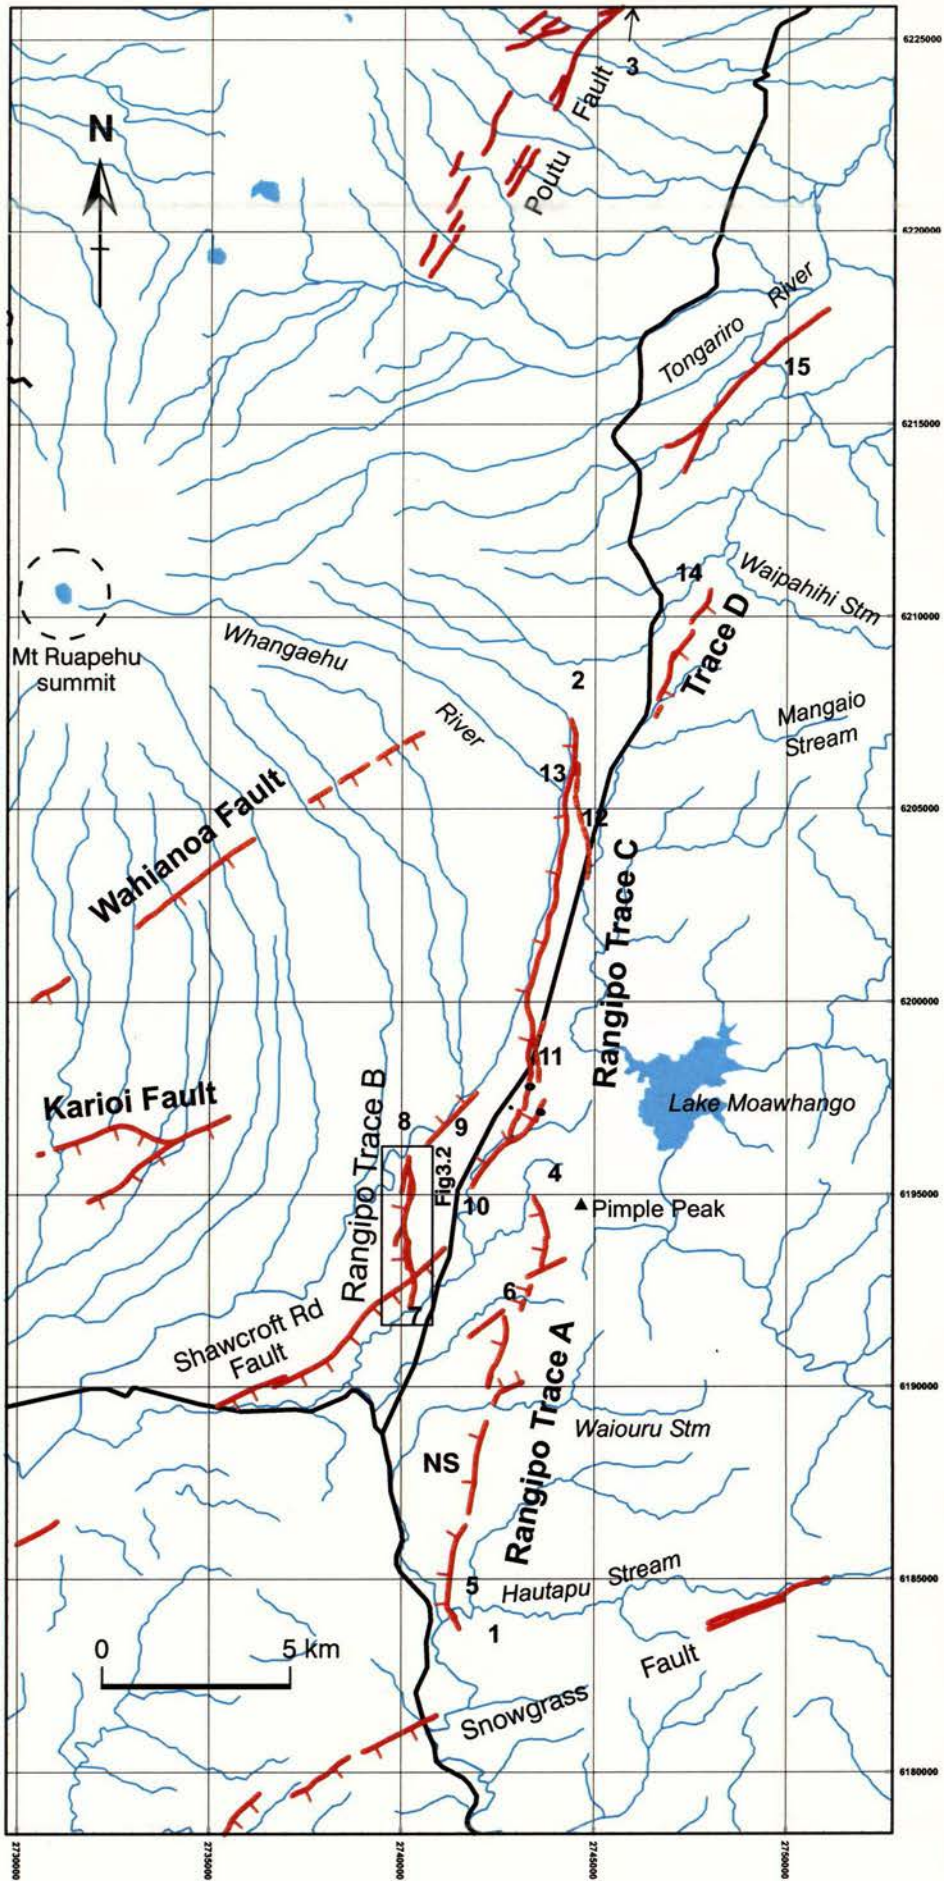 6225000
3
Fault
N
Poutu
6220000
River
Tongariro
15
6215000
14
Waipahihi Stm
6210000
Trace D
Whangaehu
Mt Ruapehu
summit
2
Mangaio
Stream
River
13
Wahianoa Fault
6205000
12
Rangipo Trace C
6200000
11
Karioi Fault
Lake Moawhango
Rangipo Trace B
8
9
Fig3.2
4
10
6195000
Pimple Peak
6
7
Shawcroft Rd
Fault
Rangipo Trace A
6190000
Waiouru Stm
NS
5
Hautapu Stream
6185000
1
0 5 km
Fault
Snowgrass
6180000
2730000
2735000
2740000
2745000
2750000